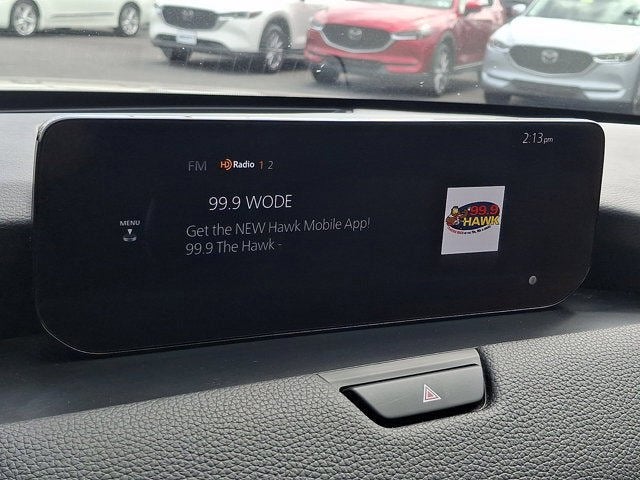 2:13pm
FM HD Radio 1 2
99.9 WODE
MENU
Get the NEW Hawk Mobile App!
99.9 The Hawk -
99.9
HAWK